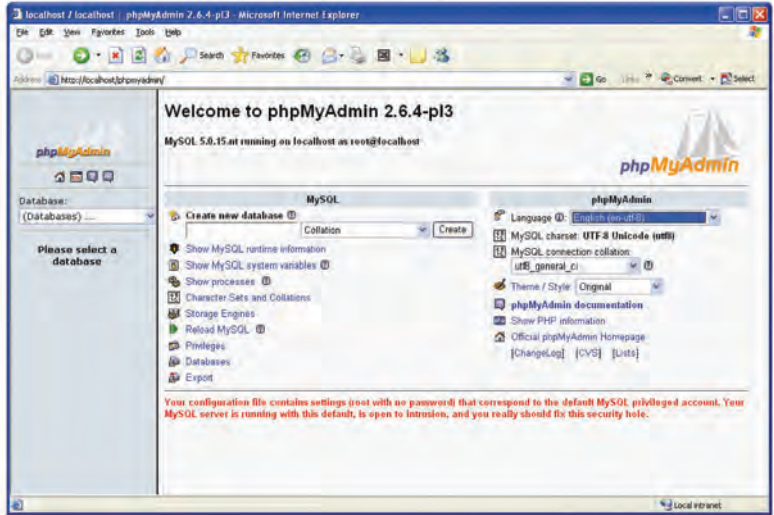 localhost / localhost | phpMyAdmin 2.6.4-pl3 - Microsoft Internet Explorer
File Edit View Favorites Tools Help
Search Favorites
Address http://localhost/phpmyadmin/ Go Links » Convert Select
phpMyAdmin
Database:
(Databases) ...
Please select a
database
Welcome to phpMyAdmin 2.6.4-pl3
MySQL 5.0.15-nt running on localhost as root@localhost
phpMyAdmin
MySQL
Create new database
Collation Create
Show MySQL runtime information
Show MySQL system variables
Show processes
Character Sets and Collations
Storage Engines
Reload MySQL
Privileges
Databases
Export
phpMyAdmin
Language : English (en-utf-8)
MySQL charset: UTF-8 Unicode (utf8)
MySQL connection collation:
utf8_general_ci
Theme / Style: Original
phpMyAdmin documentation
Show PHP information
Official phpMyAdmin Homepage
[ChangeLog] [CVS] [Lists]
Your configuration file contains settings (root with no password) that correspond to the default MySQL privileged account. Your
MySQL server is running with this default, is open to intrusion, and you really should fix this security hole.
Local intranet